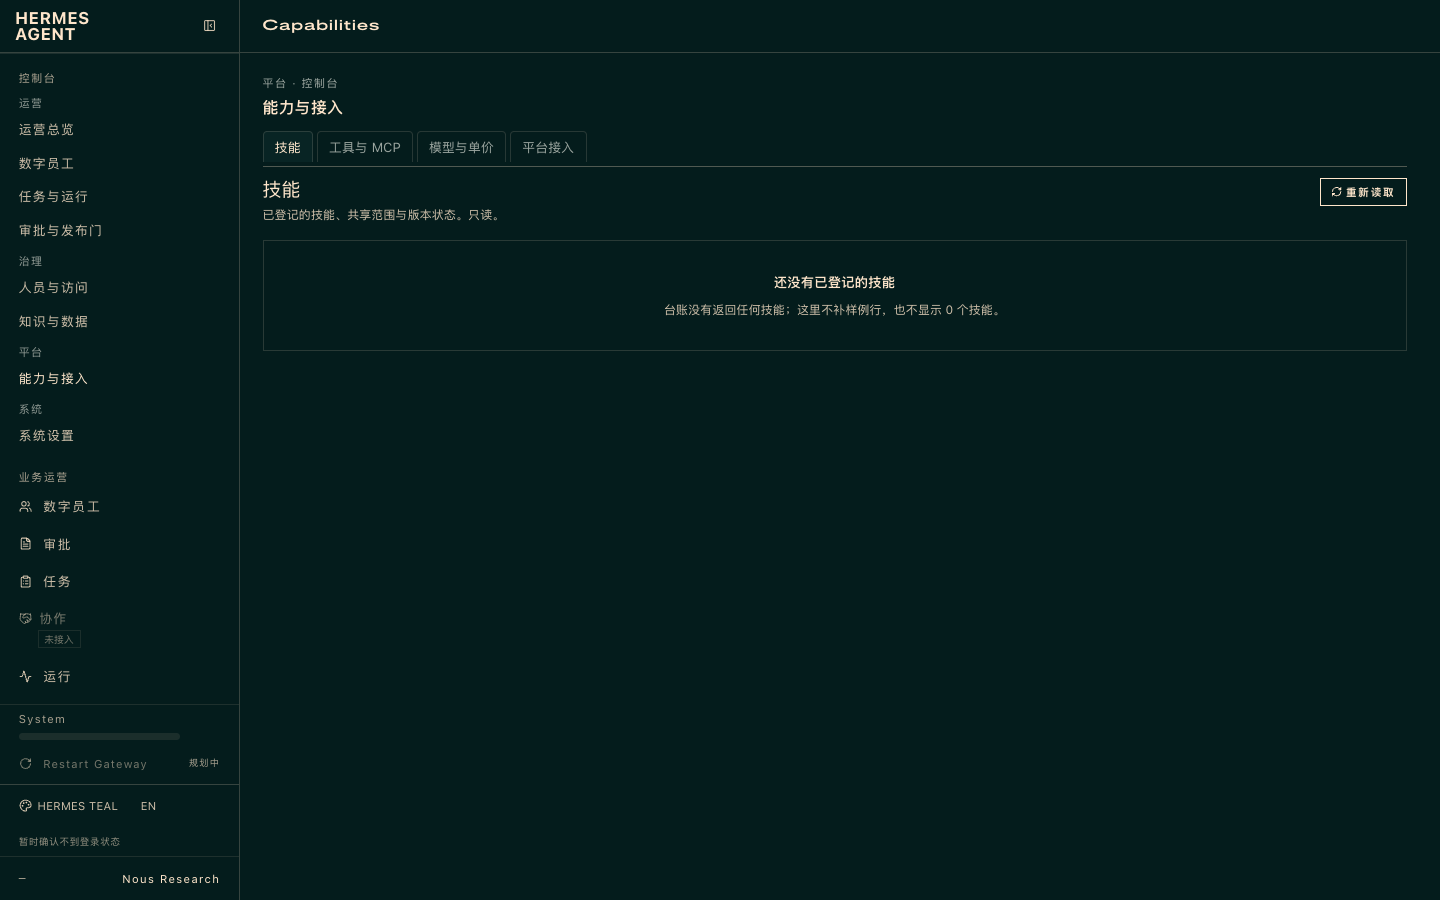 HERMES
AGENT
Capabilities
控制台
运营
运营总览
数字员工
任务与运行
审批与发布门
治理
人员与访问
知识与数据
平台
能力与接入
系统
系统设置
业务运营
数字员工
审批
任务
协作
未接入
运行
System
Restart Gateway 规划中
HERMES TEAL EN
暂时确认不到登录状态
— Nous Research
平台 · 控制台
能力与接入
技能 工具与 MCP 模型与单价 平台接入
技能
重新读取
已登记的技能、共享范围与版本状态。只读。
还没有已登记的技能
台账没有返回任何技能；这里不补样例行，也不显示 0 个技能。